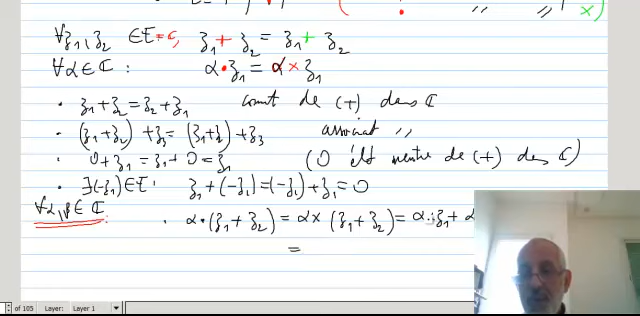 ∀z₁,z₂ ∈ E=ℂ, z₁ + z₂ = z₁ + z₂
∀α ∈ ℂ : α • z₁ = α × z₁
• z₁ + z₂ = z₂ + z₁ comut de (+) dans ℂ
• (z₁+z₂) + z₃ = (z₁+z₂) + z₃ associat ,,
• 0 + z₁ = z₁ + 0 = z₁ (0 élt neutre de (+) des ℂ)
• ∃(-z₁) ∈ E : z₁ + (-z₁) = (-z₁) + z₁ = 0
∀α,β ∈ ℂ : • α • (z₁ + z₂) = α × (z₁ + z₂) = α . z₁ + α
=
of 105 Layer: Layer 1